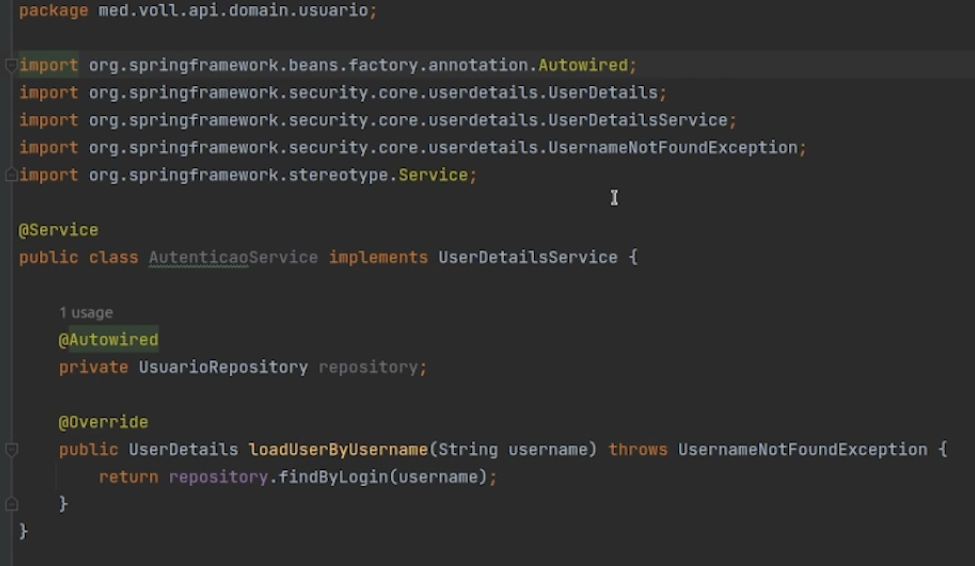 package med.voll.api.domain.usuario;
import org.springframework.beans.factory.annotation.Autowired;
import org.springframework.security.core.userdetails.UserDetails;
import org.springframework.security.core.userdetails.UserDetailsService;
import org.springframework.security.core.userdetails.UsernameNotFoundException;
import org.springframework.stereotype.Service;
@Service
public class AutenticaoService implements UserDetailsService {
1 usage
@Autowired
private UsuarioRepository repository;
@Override
public UserDetails loadUserByUsername(String username) throws UsernameNotFoundException {
return repository.findByLogin(username);
}
}